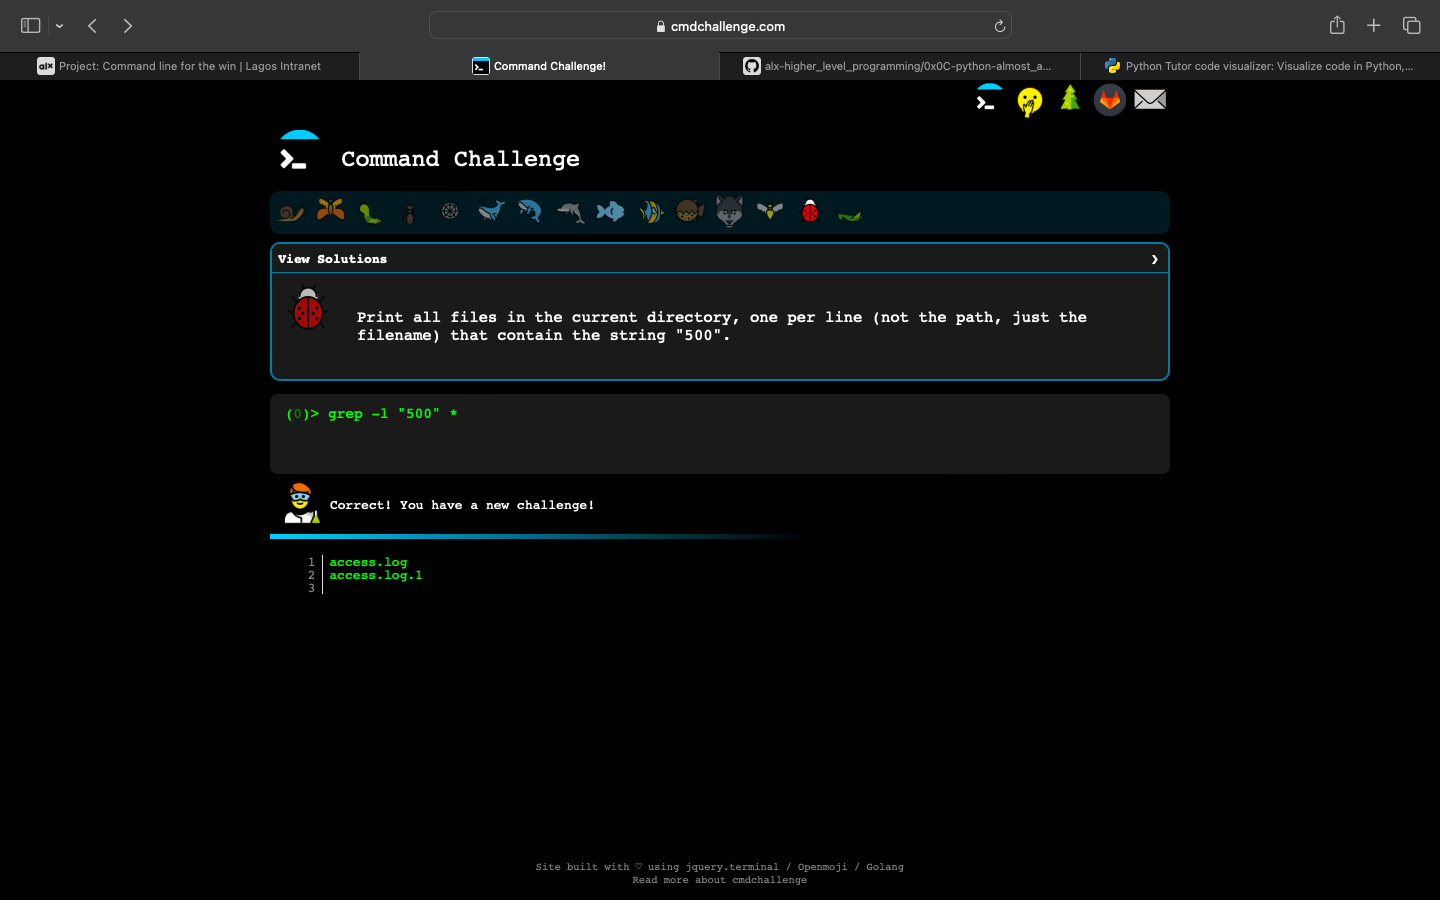 cmdchallenge.com
alx Project: Command line for the win | Lagos Intranet
Command Challenge!
alx-higher_level_programming/0x0C-python-almost_a...
Python Tutor code visualizer: Visualize code in Python,...
Command Challenge
View Solutions
Print all files in the current directory, one per line (not the path, just the
filename) that contain the string "500".
(0)> grep -l "500" *
Correct! You have a new challenge!
1 access.log
2 access.log.1
3
Site built with ♡ using jquery.terminal / Openmoji / Golang
Read more about cmdchallenge